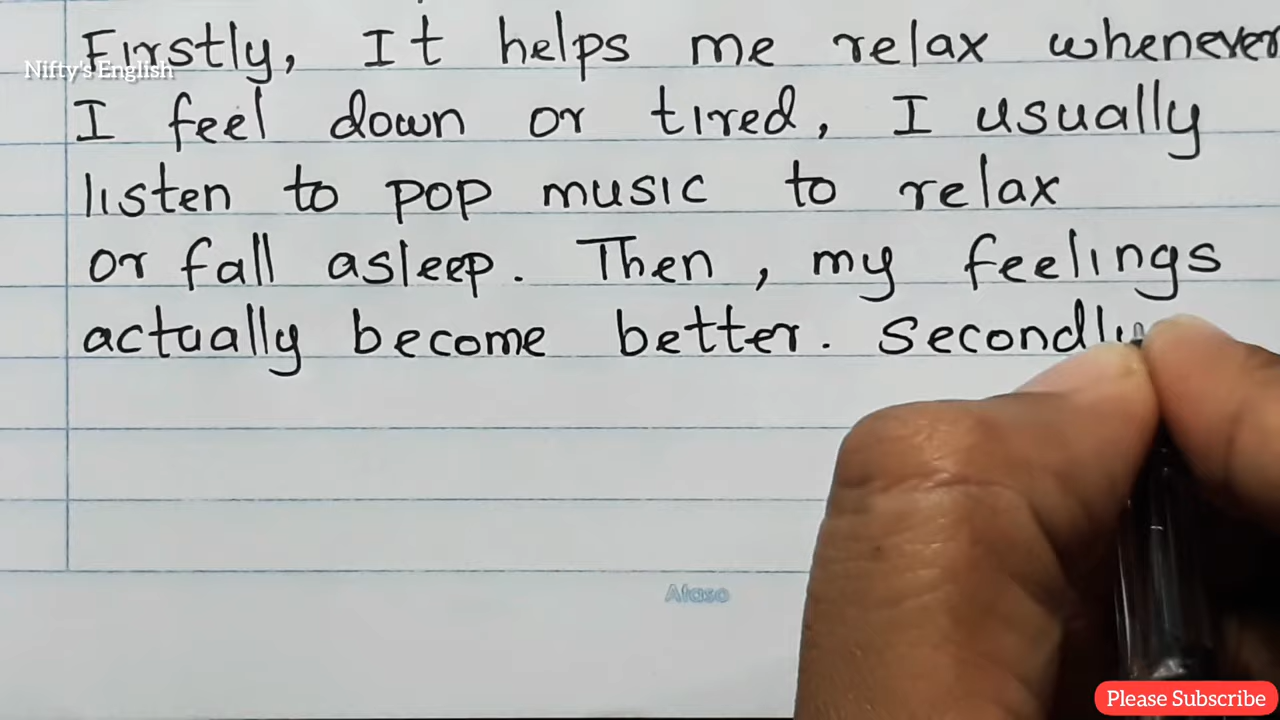 Firstly, It helps me relax whenever
Nifty's English
I feel down or tired, I usually
listen to pop music to relax
or fall asleep. Then, my feelings
actually become better. Secondly
Ataso
Please Subscribe